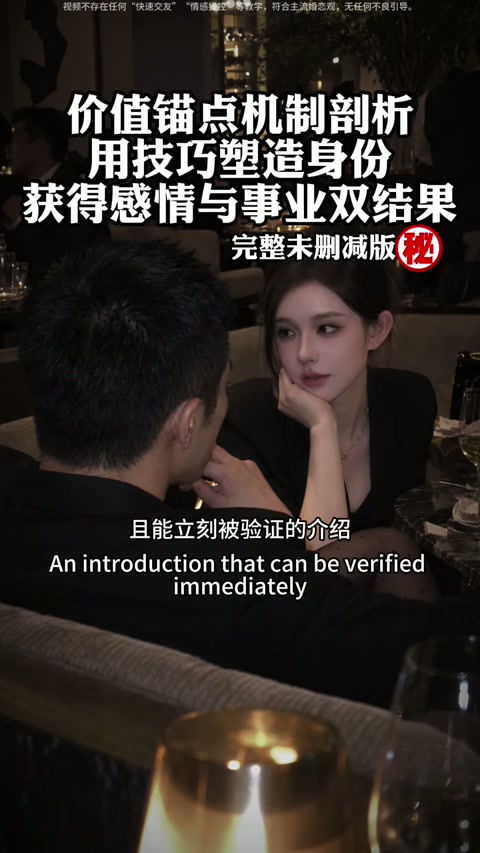 视频不存在任何“快速交友”“情感操控”等教学，符合主流婚恋观，无任何不良引导。
价值锚点机制剖析
用技巧塑造身份
获得感情与事业双结果
完整未删减版 秘
且能立刻被验证的介绍
An introduction that can be verified
immediately